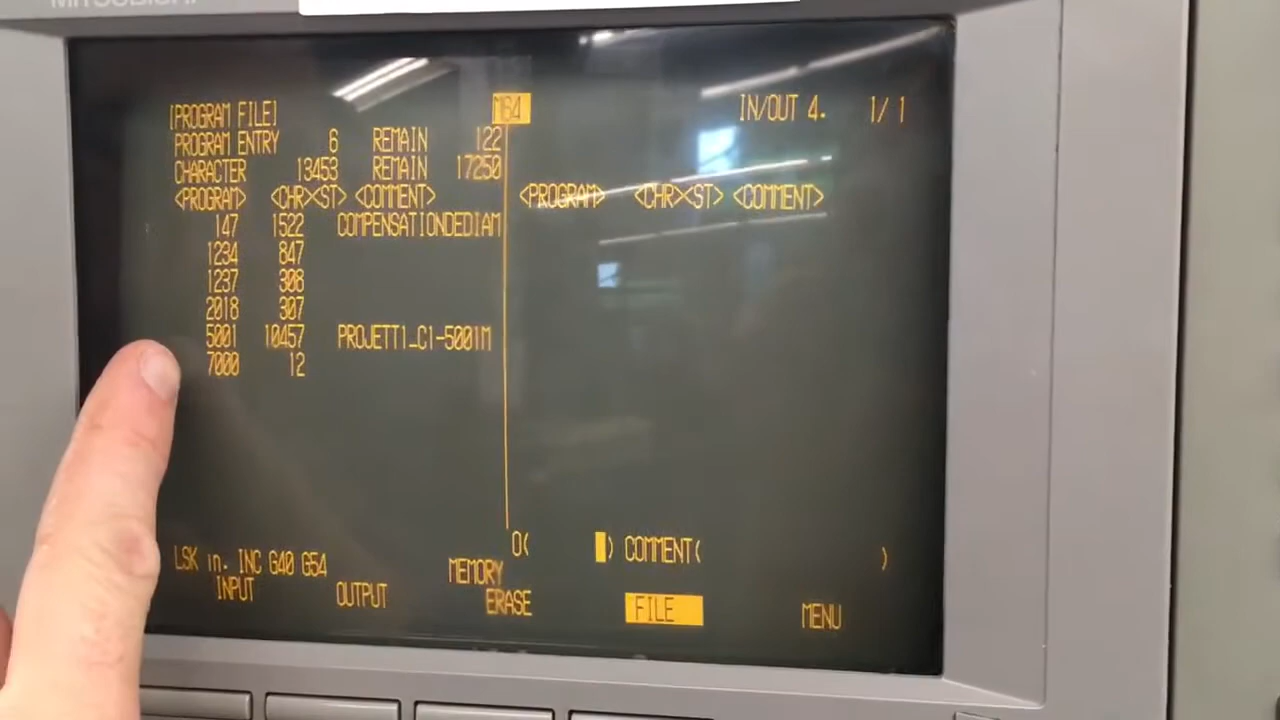 MITSUBISHI
[PROGRAM FILE] M64 IN/OUT 4. 1/ 1
PROGRAM ENTRY 6 REMAIN 122
CHARACTER 13453 REMAIN 17250
<PROGRAM> <CHR><ST> <COMMENT> <PROGRAM> <CHR><ST> <COMMENT>
147 1522 COMPENSATIONDEDIAM
1234 847
1237 308
2018 307
5001 10457 PROJETT1_C1-5001M
7000 12
O( ) COMMENT( )
LSK in. INC G40 G54
INPUT OUTPUT MEMORY ERASE FILE MENU